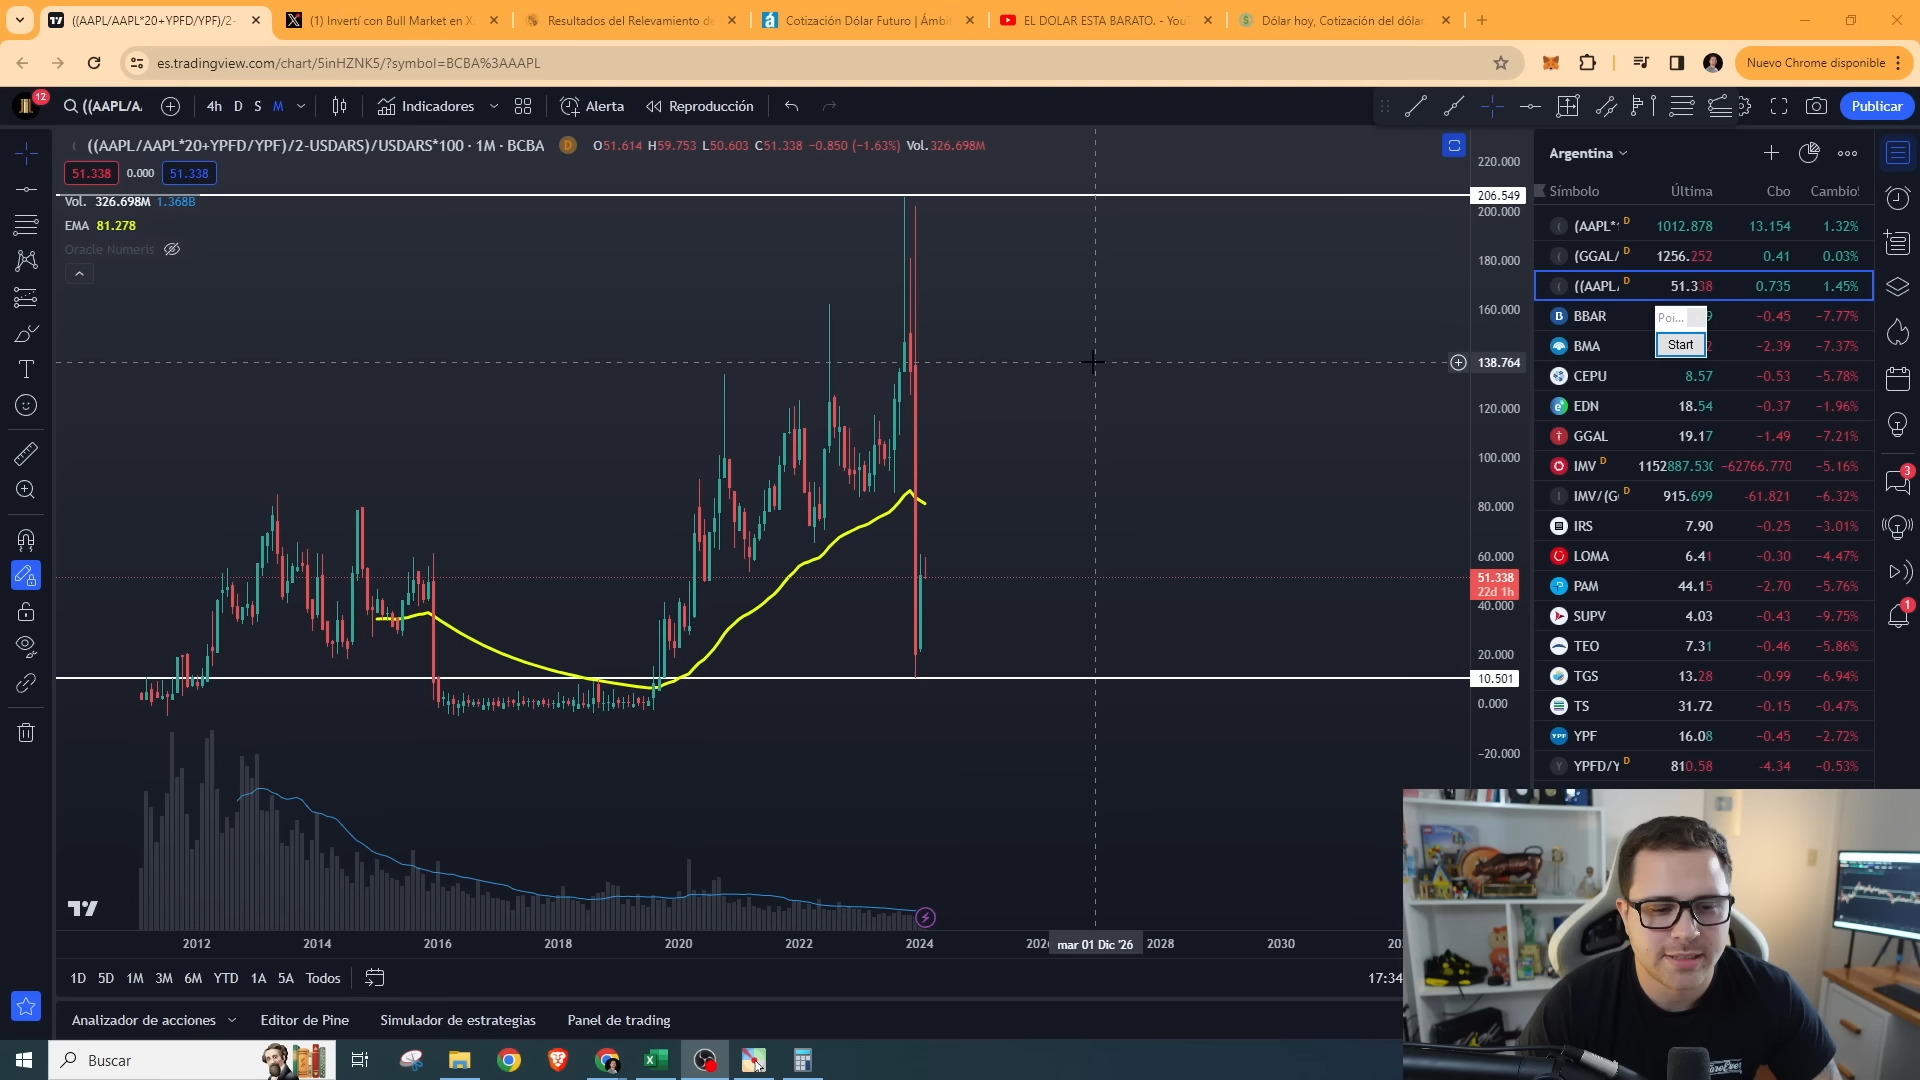 ((AAPL/AAPL*20+YPFD/YPF)/2-
(1) Invertí con Bull Market en X
Resultados del Relevamiento de
Cotización Dólar Futuro | Ámbi
EL DOLAR ESTA BARATO. - You
Dólar hoy, Cotización del dólar
es.tradingview.com/chart/5inHZNK5/?symbol=BCBA%3AAAPL
Nuevo Chrome disponible
12
((AAPL/A.
4h D S M
Indicadores
Alerta
Reproducción
Publicar
((AAPL/AAPL*20+YPFD/YPF)/2-USDARS)/USDARS*100 · 1M · BCBA D O51.614 H59.753 L50.603 C51.338 −0.850 (−1.63%) Vol.326.698M
51.338 0.000 51.338
Vol. 326.698M 1.368B
EMA 81.278
Oracle Numeris
220.000
206.549
200.000
180.000
160.000
138.764
120.000
100.000
80.000
60.000
51.338
22d 1h
40.000
20.000
10.501
0.000
−20.000
2012 2014 2016 2018 2020 2022 2024 2026 mar 01 Dic '26 2028 2030
1D 5D 1M 3M 6M YTD 1A 5A Todos
17:34
Analizador de acciones Editor de Pine Simulador de estrategias Panel de trading
Argentina
Símbolo Última Cbo Cambio
(AAPL* D 1012.878 13.154 1.32%
(GGAL/ D 1256.252 0.41 0.03%
((AAPL/ D 51.338 0.735 1.45%
BBAR 9 −0.45 −7.77%
Poi...
Start
BMA 2 −2.39 −7.37%
CEPU 8.57 −0.53 −5.78%
EDN 18.54 −0.37 −1.96%
GGAL 19.17 −1.49 −7.21%
IMV D 1152887.530 −62766.770 −5.16%
IMV/(G D 915.699 −61.821 −6.32%
IRS 7.90 −0.25 −3.01%
LOMA 6.41 −0.30 −4.47%
PAM 44.15 −2.70 −5.76%
SUPV 4.03 −0.43 −9.75%
TEO 7.31 −0.46 −5.86%
TGS 13.28 −0.99 −6.94%
TS 31.72 −0.15 −0.47%
YPF 16.08 −0.45 −2.72%
YPFD/Y D 810.58 −4.34 −0.53%
3
1
Buscar